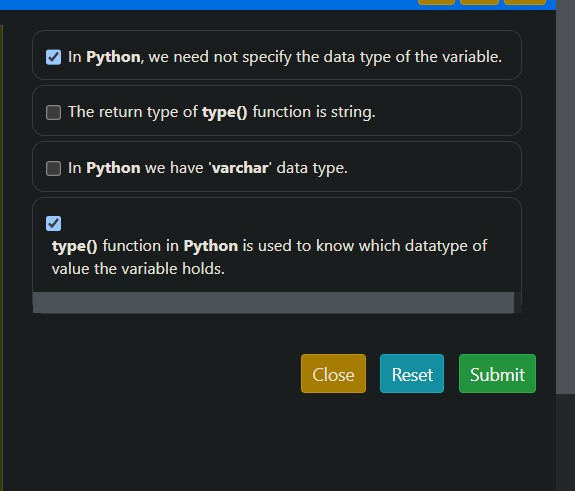 In Python, we need not specify the data type of the variable.
The return type of type() function is string.
In Python we have 'varchar' data type.
type() function in Python is used to know which datatype of
value the variable holds.
Close Reset Submit